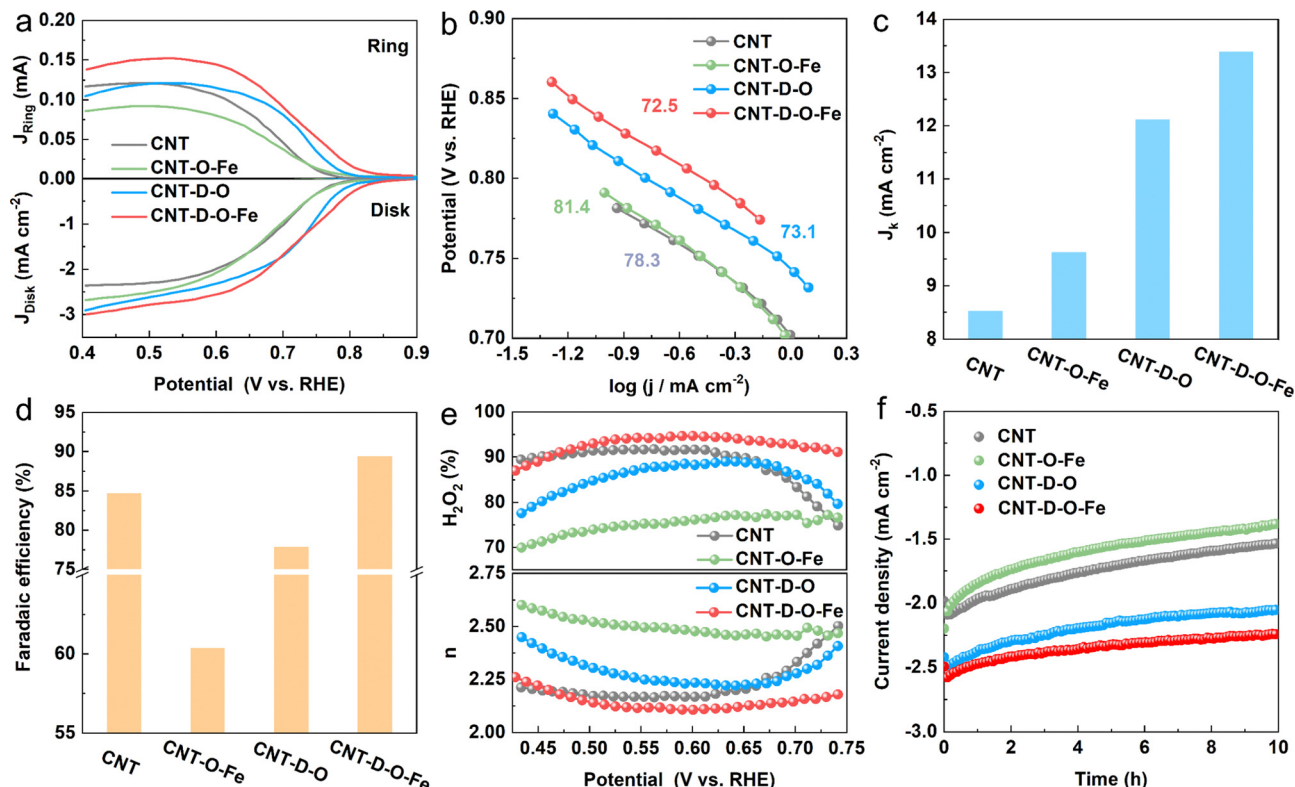 a
0.20
0.15
0.10
0.05
0.00
-1
-2
-3
J_Ring (mA)
J_Disk (mA cm⁻²)
Ring
CNT
CNT-O-Fe
CNT-D-O
CNT-D-O-Fe
Disk
0.4 0.5 0.6 0.7 0.8 0.9
Potential (V vs. RHE)
b
0.90
0.85
0.80
0.75
0.70
Potential (V vs. RHE)
CNT
CNT-O-Fe
CNT-D-O
CNT-D-O-Fe
72.5
81.4
73.1
78.3
-1.5 -1.2 -0.9 -0.6 -0.3 0.0 0.3
log (j / mA cm⁻²)
c
14
13
12
11
10
9
8
J_k (mA cm⁻²)
CNT
CNT-O-Fe
CNT-D-O
CNT-D-O-Fe
d
95
90
85
80
75
60
55
Faradaic efficiency (%)
CNT
CNT-O-Fe
CNT-D-O
CNT-D-O-Fe
e
100
90
80
70
H₂O₂ (%)
CNT
CNT-O-Fe
2.75
2.50
2.25
2.00
n
CNT-D-O
CNT-D-O-Fe
0.45 0.50 0.55 0.60 0.65 0.70 0.75
Potential (V vs. RHE)
f
-0.5
-1.0
-1.5
-2.0
-2.5
-3.0
Current density (mA cm⁻²)
CNT
CNT-O-Fe
CNT-D-O
CNT-D-O-Fe
0 2 4 6 8 10
Time (h)